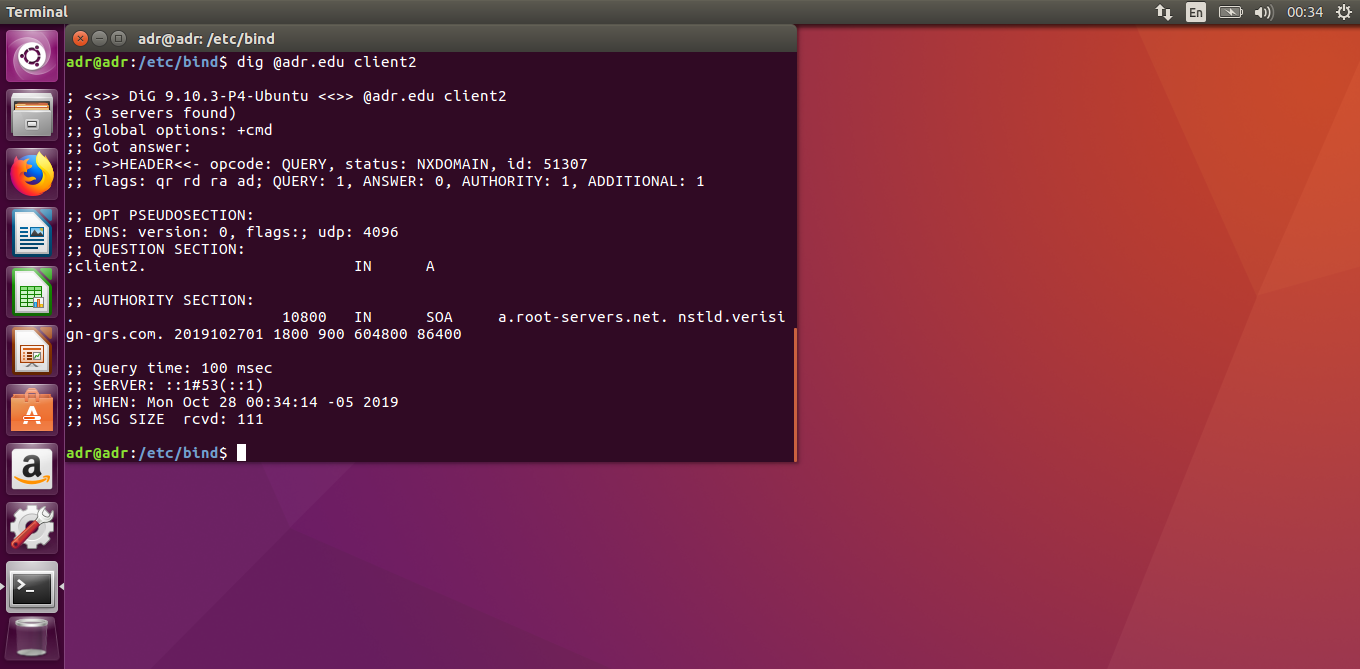 Terminal
En
00:34
adr@adr: /etc/bind
adr@adr:/etc/bind$ dig @adr.edu client2
; <<>> DiG 9.10.3-P4-Ubuntu <<>> @adr.edu client2
; (3 servers found)
;; global options: +cmd
;; Got answer:
;; ->>HEADER<<- opcode: QUERY, status: NXDOMAIN, id: 51307
;; flags: qr rd ra ad; QUERY: 1, ANSWER: 0, AUTHORITY: 1, ADDITIONAL: 1
;; OPT PSEUDOSECTION:
; EDNS: version: 0, flags:; udp: 4096
;; QUESTION SECTION:
;client2. IN A
;; AUTHORITY SECTION:
. 10800 IN SOA a.root-servers.net. nstld.verisi
gn-grs.com. 2019102701 1800 900 604800 86400
;; Query time: 100 msec
;; SERVER: ::1#53(::1)
;; WHEN: Mon Oct 28 00:34:14 -05 2019
;; MSG SIZE rcvd: 111
adr@adr:/etc/bind$